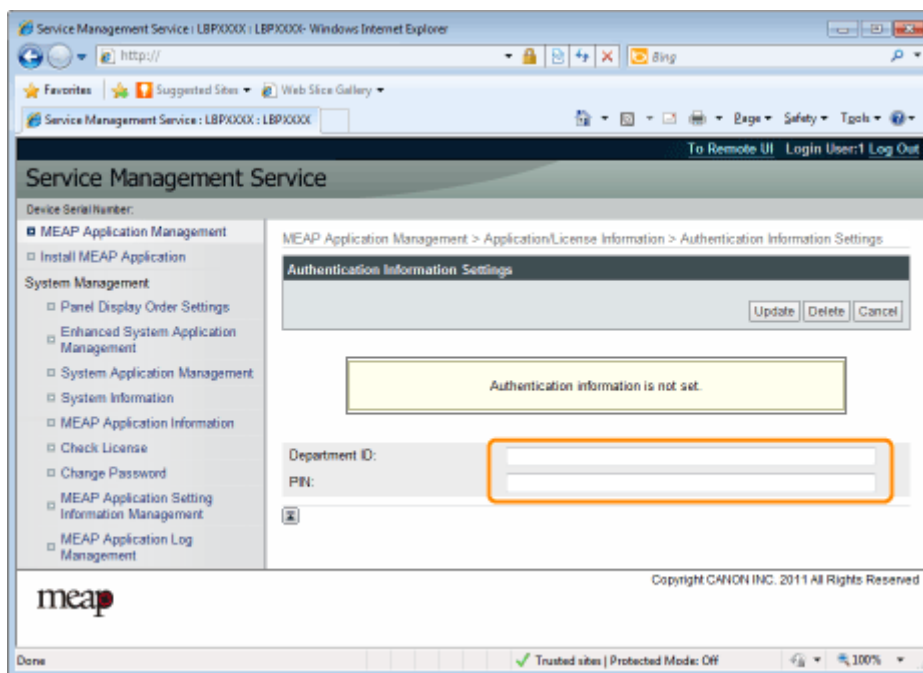 Service Management Service : LBPXXXX : LBPXXXX- Windows Internet Explorer
http://
Bing
Favorites
Suggested Sites
Web Slice Gallery
Service Management Service : LBPXXXX : LBPXXXX
Page
Safety
Tools
To Remote UI Login User:1 Log Out
Service Management Service
Device Serial Number:
MEAP Application Management
Install MEAP Application
System Management
Panel Display Order Settings
Enhanced System Application
Management
System Application Management
System Information
MEAP Application Information
Check License
Change Password
MEAP Application Setting
Information Management
MEAP Application Log
Management
MEAP Application Management > Application/License Information > Authentication Information Settings
Authentication Information Settings
Update Delete Cancel
Authentication information is not set.
Department ID:
PIN:
meap
Copyright CANON INC. 2011 All Rights Reserved
Done
Trusted sites | Protected Mode: Off
100%